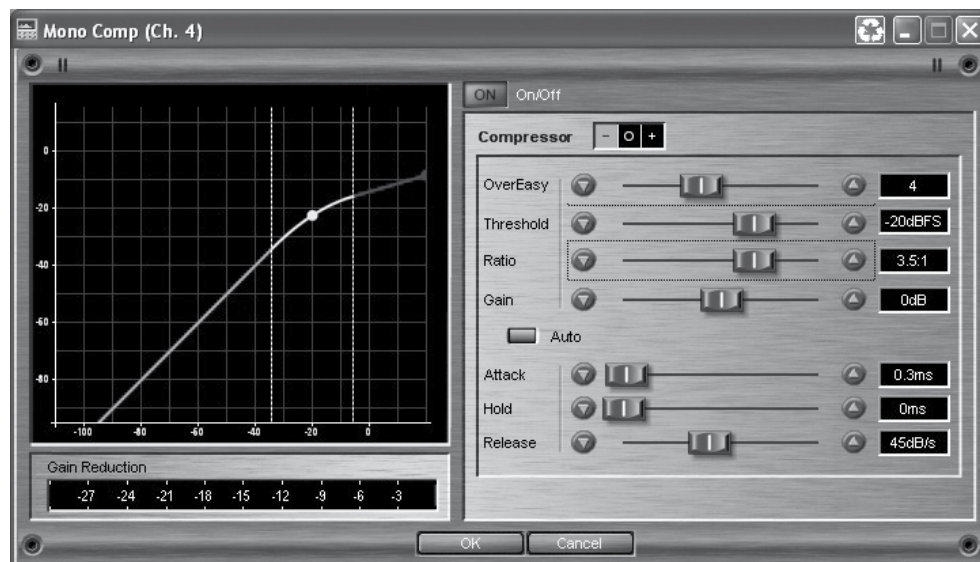 Mono Comp (Ch. 4)
ON On/Off
Compressor - O +
OverEasy 4
Threshold -20dBFS
Ratio 3.5:1
Gain 0dB
Auto
Attack 0.3ms
Hold 0ms
Release 45dB/s
0
-20
-40
-60
-80
-100 -80 -60 -40 -20 0
Gain Reduction
-27 -24 -21 -18 -15 -12 -9 -6 -3
OK Cancel